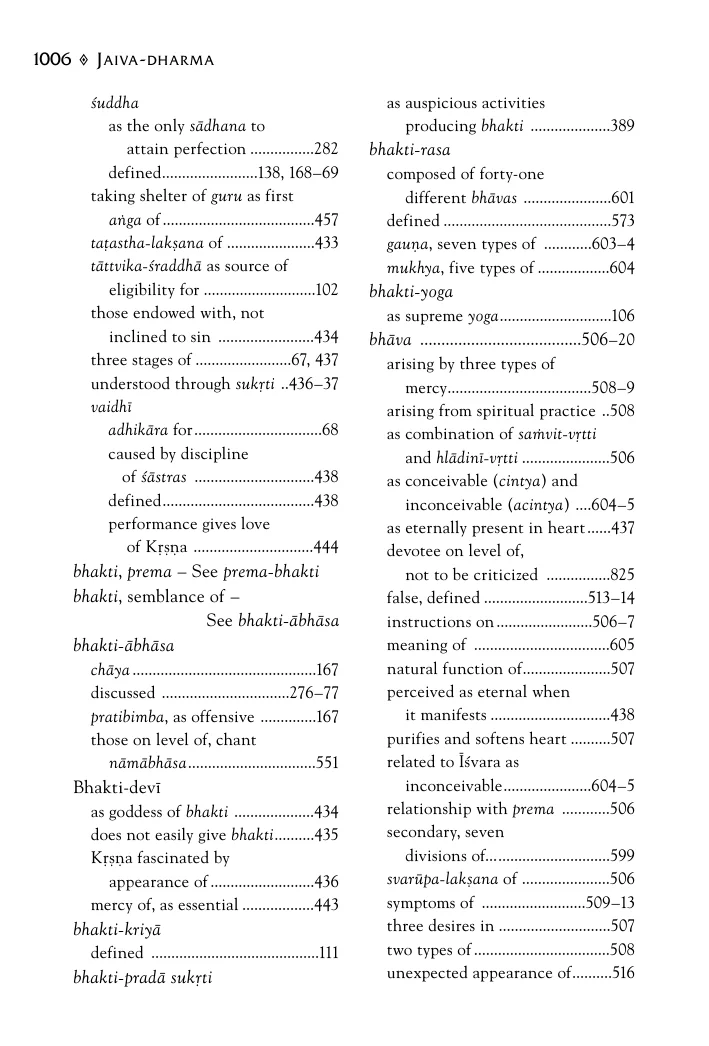 1006 ◊ JAIVA-DHARMA
śuddha
as the only sādhana to
attain perfection ................282
defined........................138, 168–69
taking shelter of guru as first
aṅga of ......................................457
taṭastha-lakṣana of ......................433
tāttvika-śraddhā as source of
eligibility for ............................102
those endowed with, not
inclined to sin ........................434
three stages of ........................67, 437
understood through sukṛti ..436–37
vaidhī
adhikāra for................................68
caused by discipline
of śāstras ..............................438
defined......................................438
performance gives love
of Kṛṣṇa ..............................444
bhakti, prema – See prema-bhakti
bhakti, semblance of –
See bhakti-ābhāsa
bhakti-ābhāsa
chāya ..............................................167
discussed ................................276–77
pratibimba, as offensive ..............167
those on level of, chant
nāmābhāsa................................551
Bhakti-devī
as goddess of bhakti ....................434
does not easily give bhakti..........435
Kṛṣṇa fascinated by
appearance of ..........................436
mercy of, as essential ..................443
bhakti-kriyā
defined ..........................................111
bhakti-pradā sukṛti
as auspicious activities
producing bhakti ....................389
bhakti-rasa
composed of forty-one
different bhāvas ......................601
defined ..........................................573
gauṇa, seven types of ............603–4
mukhya, five types of ..................604
bhakti-yoga
as supreme yoga............................106
bhāva ......................................506–20
arising by three types of
mercy....................................508–9
arising from spiritual practice ..508
as combination of saṁvit-vṛtti
and hlādinī-vṛtti ......................506
as conceivable (cintya) and
inconceivable (acintya) ....604–5
as eternally present in heart......437
devotee on level of,
not to be criticized ................825
false, defined ..........................513–14
instructions on ........................506–7
meaning of ..................................605
natural function of......................507
perceived as eternal when
it manifests ..............................438
purifies and softens heart ..........507
related to Īśvara as
inconceivable......................604–5
relationship with prema ............506
secondary, seven
divisions of...............................599
svarūpa-lakṣana of ......................506
symptoms of ..........................509–13
three desires in ............................507
two types of ..................................508
unexpected appearance of..........516